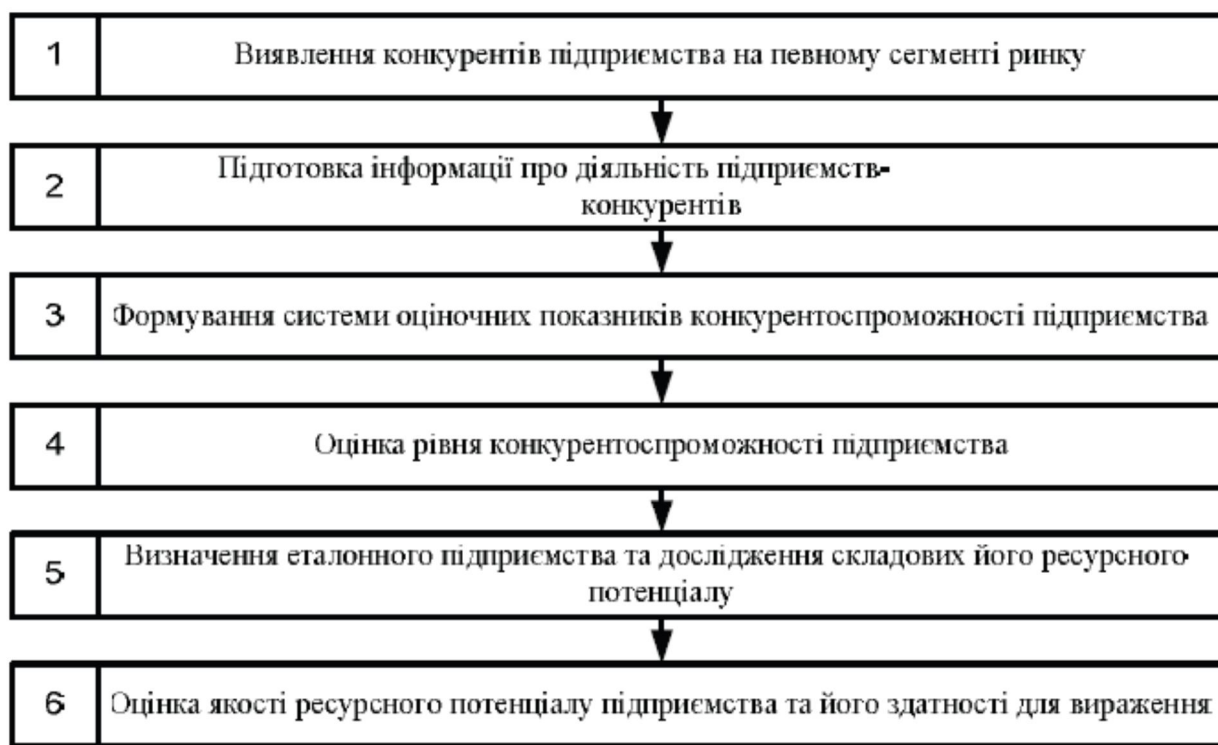 1
Виявлення конкурентів підприємства на певному сегменті ринку
2
Підготовка інформації про діяльність підприємств-
конкурентів
3
Формування системи оціночних показників конкурентоспроможності підприємства
4
Оцінка рівня конкурентоспроможності підприємства
5
Визначення еталонного підприємства та дослідження складових його ресурсного
потенціалу
6
Оцінка якості ресурсного потенціалу підприємства та його здатності для вираження